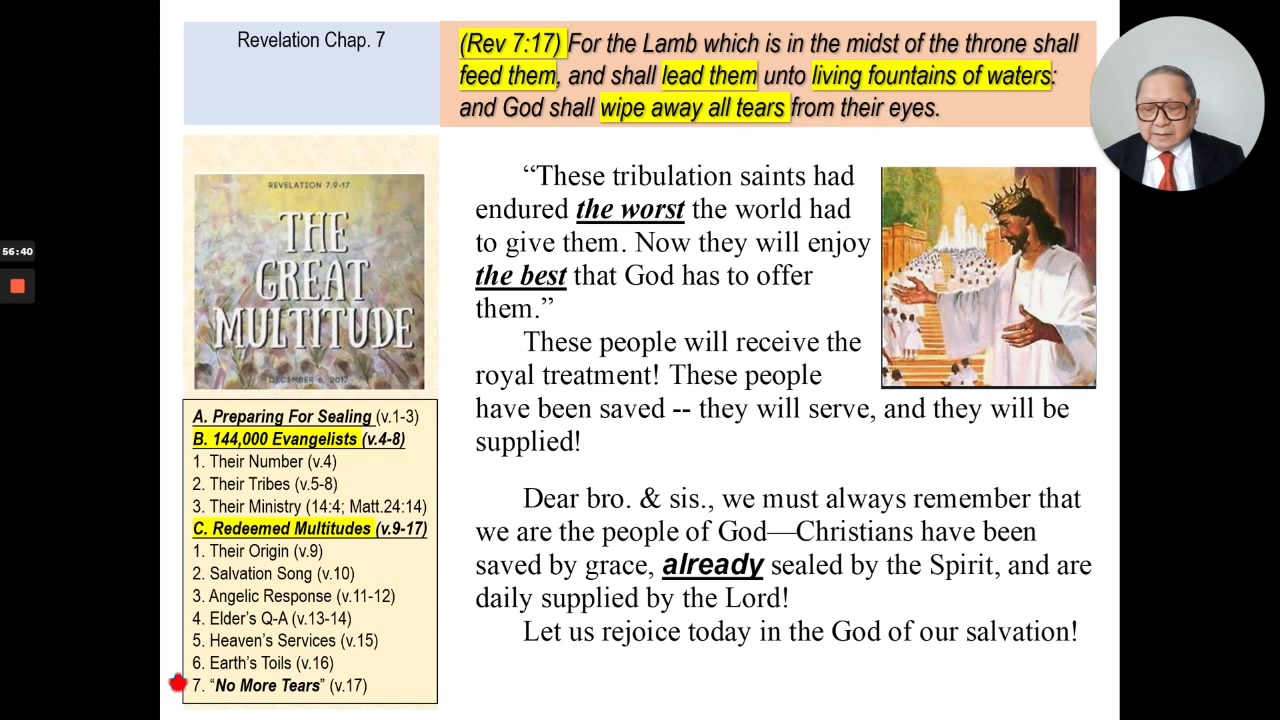 Revelation Chap. 7
(Rev 7:17) For the Lamb which is in the midst of the throne shall
feed them, and shall lead them unto living fountains of waters:
and God shall wipe away all tears from their eyes.
56:40
REVELATION 7:9-17
THE
GREAT
MULTITUDE
DECEMBER 6, 2017
A. Preparing For Sealing (v.1-3)
B. 144,000 Evangelists (v.4-8)
1. Their Number (v.4)
2. Their Tribes (v.5-8)
3. Their Ministry (14:4; Matt.24:14)
C. Redeemed Multitudes (v.9-17)
1. Their Origin (v.9)
2. Salvation Song (v.10)
3. Angelic Response (v.11-12)
4. Elder’s Q-A (v.13-14)
5. Heaven’s Services (v.15)
6. Earth’s Toils (v.16)
7. “No More Tears” (v.17)
“These tribulation saints had
endured the worst the world had
to give them. Now they will enjoy
the best that God has to offer
them.”
These people will receive the
royal treatment! These people
have been saved -- they will serve, and they will be
supplied!
Dear bro. & sis., we must always remember that
we are the people of God—Christians have been
saved by grace, already sealed by the Spirit, and are
daily supplied by the Lord!
Let us rejoice today in the God of our salvation!